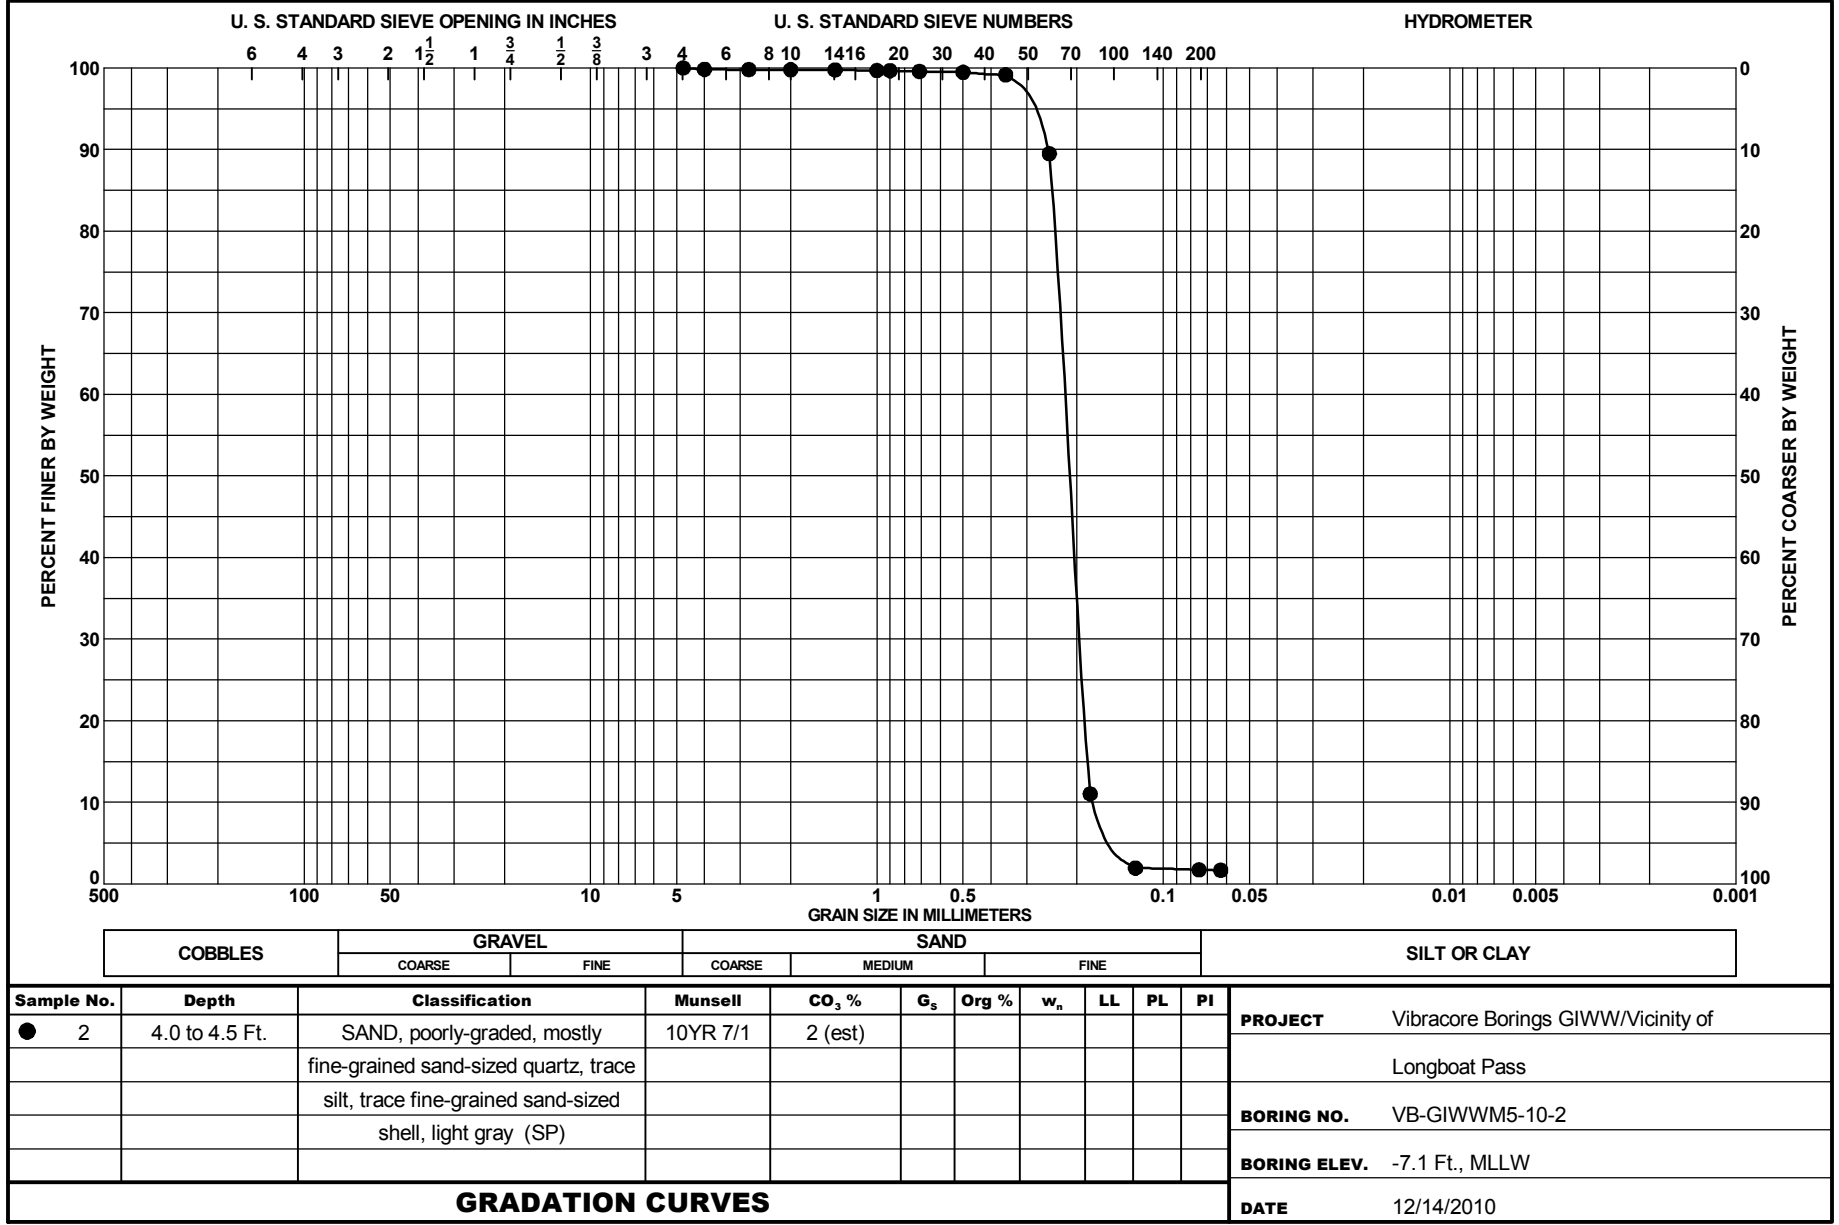 U. S. STANDARD SIEVE OPENING IN INCHES U. S. STANDARD SIEVE NUMBERS HYDROMETER
6 4 3 2 1 1/2 1 3/4 1/2 3/8 3 4 6 8 10 14 16 20 30 40 50 70 100 140 200
100 0
90 10
80 20
70 30
60 40
50 50
40 60
30 70
20 80
10 90
0 100
PERCENT FINER BY WEIGHT
PERCENT COARSER BY WEIGHT
500 100 50 10 5 1 0.5 0.1 0.05 0.01 0.005 0.001
GRAIN SIZE IN MILLIMETERS
COBBLES GRAVEL SAND SILT OR CLAY
COARSE FINE COARSE MEDIUM FINE
Sample No. Depth Classification Munsell CO₃ % Gₛ Org % wₙ LL PL PI
2 4.0 to 4.5 Ft. SAND, poorly-graded, mostly 10YR 7/1 2 (est)
fine-grained sand-sized quartz, trace
silt, trace fine-grained sand-sized
shell, light gray (SP)
GRADATION CURVES
PROJECT Vibracore Borings GIWW/Vicinity of
Longboat Pass
BORING NO. VB-GIWWM5-10-2
BORING ELEV. -7.1 Ft., MLLW
DATE 12/14/2010